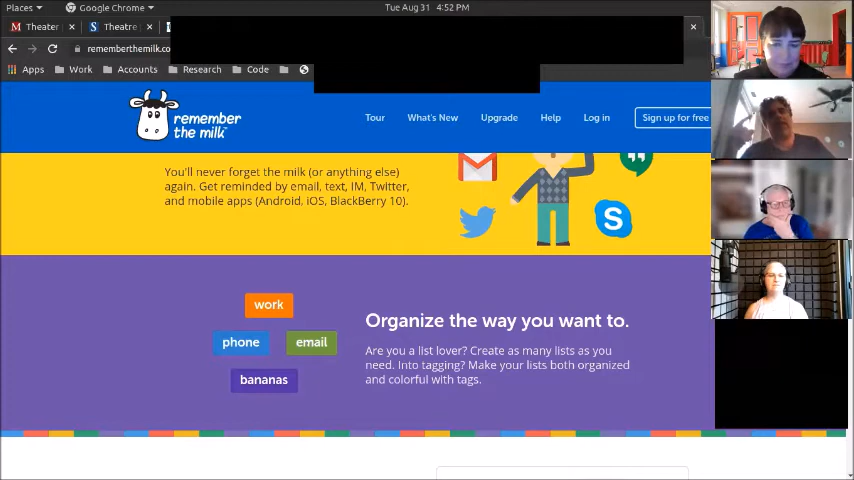 Places Google Chrome Tue Aug 31 4:52 PM
Theater Theatre
rememberthemilk.co
Apps Work Accounts Research Code
remember
the milk
Tour What's New Upgrade Help Log in Sign up for free
You'll never forget the milk (or anything else)
again. Get reminded by email, text, IM, Twitter,
and mobile apps (Android, iOS, BlackBerry 10).
S
work
phone email
bananas
Organize the way you want to.
Are you a list lover? Create as many lists as you
need. Into tagging? Make your lists both organized
and colorful with tags.